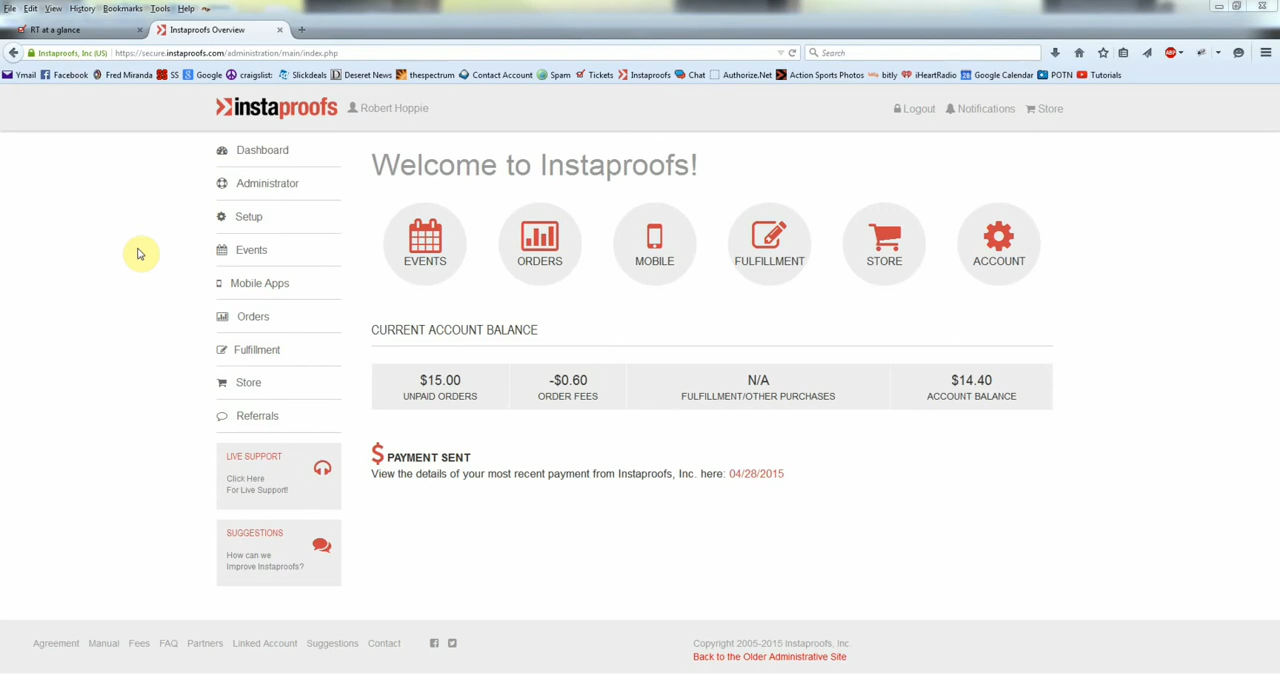 File Edit View History Bookmarks Tools Help
RT at a glance × Instaproofs Overview × +
Instaproofs, Inc (US) https://secure.instaproofs.com/administration/main/index.php Search
Ymail Facebook Fred Miranda SS Google craigslist: Slickdeals Deseret News thespectrum Contact Account Spam Tickets Instaproofs Chat Authorize.Net Action Sports Photos bitly iHeartRadio Google Calendar POTN Tutorials
instaproofs Robert Hoppie Logout Notifications Store
Dashboard
Administrator
Setup
Events
Mobile Apps
Orders
Fulfillment
Store
Referrals
LIVE SUPPORT
Click Here
For Live Support!
SUGGESTIONS
How can we
Improve Instaproofs?
Welcome to Instaproofs!
EVENTS ORDERS MOBILE FULFILLMENT STORE ACCOUNT
CURRENT ACCOUNT BALANCE
$15.00 -$0.60 N/A $14.40
UNPAID ORDERS ORDER FEES FULFILLMENT/OTHER PURCHASES ACCOUNT BALANCE
$ PAYMENT SENT
View the details of your most recent payment from Instaproofs, Inc. here: 04/28/2015
Agreement Manual Fees FAQ Partners Linked Account Suggestions Contact
Copyright 2005-2015 Instaproofs, Inc.
Back to the Older Administrative Site